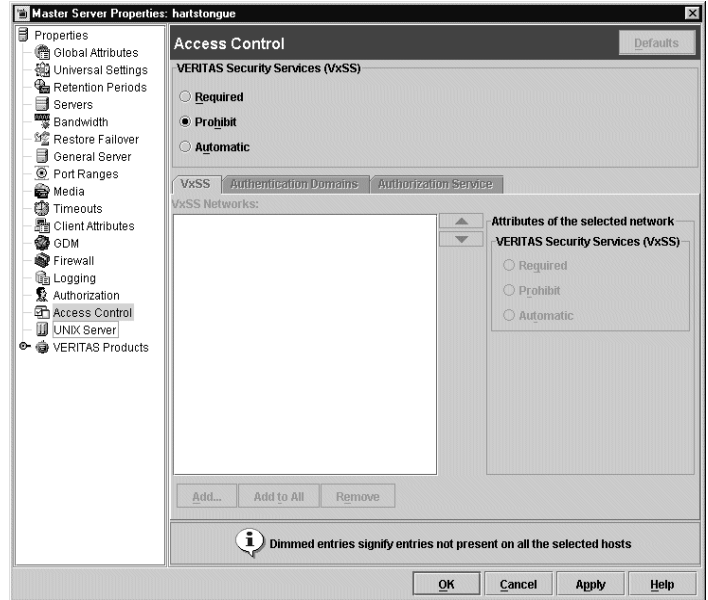 Master Server Properties: hartstongue
Properties
Global Attributes
Universal Settings
Retention Periods
Servers
Bandwidth
Restore Failover
General Server
Port Ranges
Media
Timeouts
Client Attributes
GDM
Firewall
Logging
Authorization
Access Control
UNIX Server
VERITAS Products
Access Control
Defaults
VERITAS Security Services (VxSS)
Required
Prohibit
Automatic
VxSS Authentication Domains Authorization Service
VxSS Networks:
Attributes of the selected network
VERITAS Security Services (VxSS)
Required
Prohibit
Automatic
Add... Add to All Remove
Dimmed entries signify entries not present on all the selected hosts
OK Cancel Apply Help